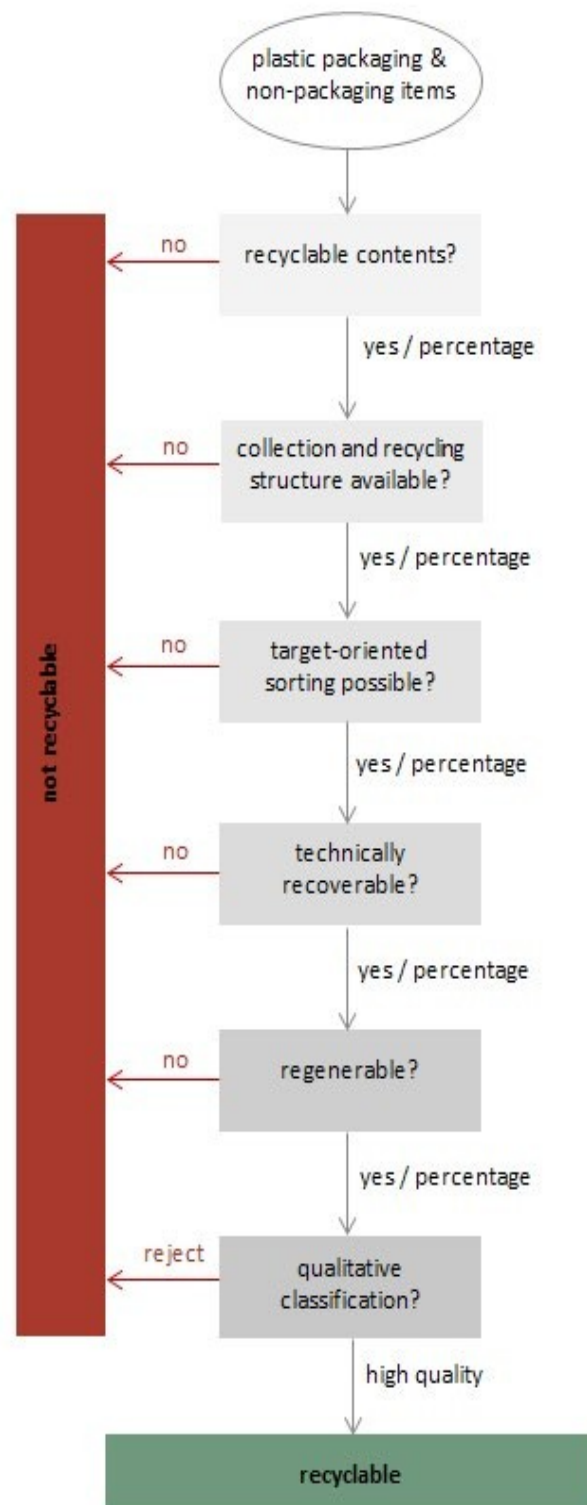 plastic packaging &
non-packaging items
no
recyclable contents?
yes / percentage
no
collection and recycling
structure available?
yes / percentage
no
target-oriented
sorting possible?
yes / percentage
not recyclable
no
technically
recoverable?
yes / percentage
no
regenerable?
yes / percentage
reject
qualitative
classification?
high quality
recyclable